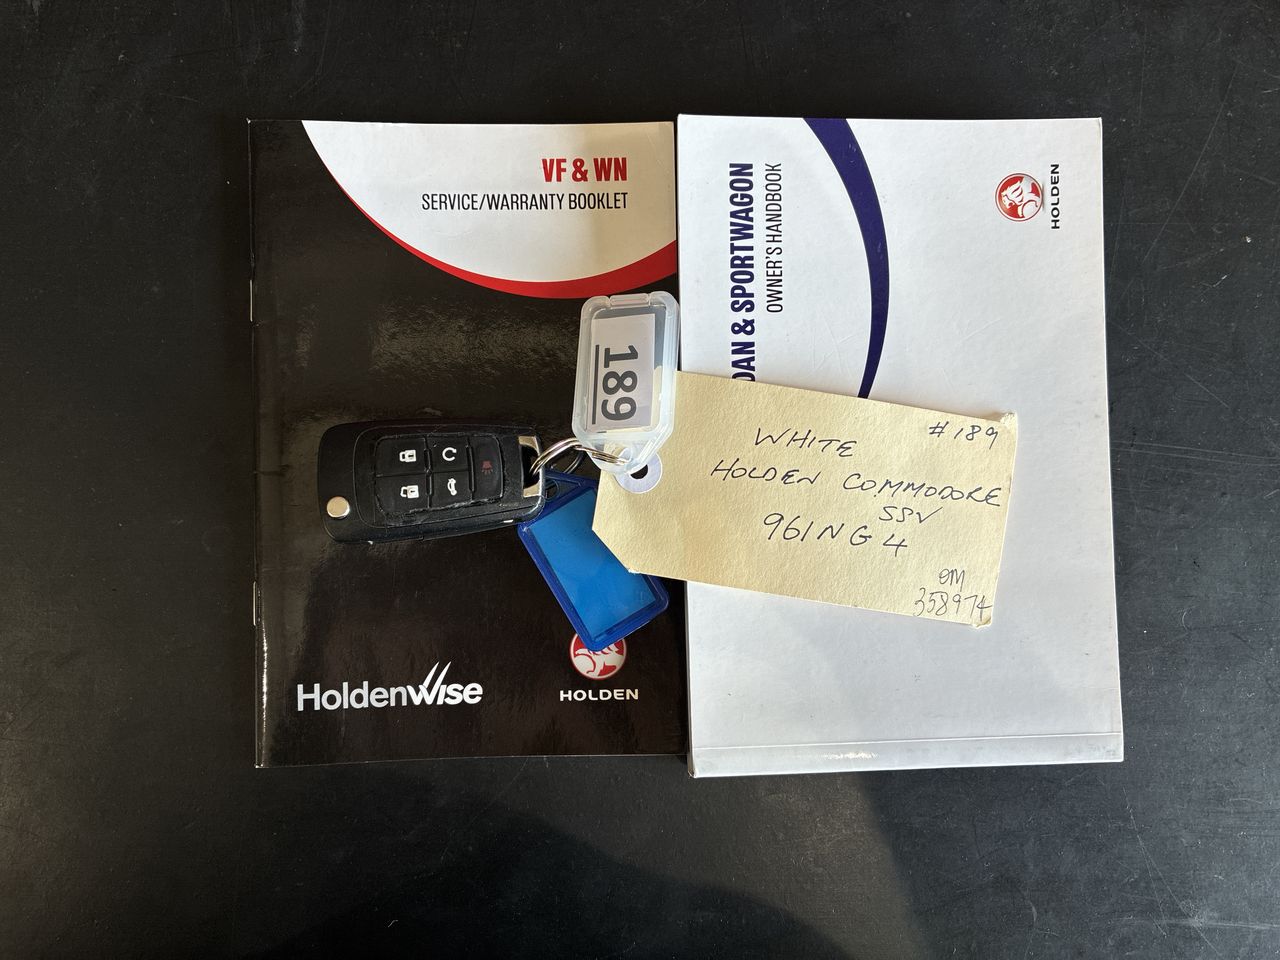 VF & WN
SERVICE/WARRANTY BOOKLET
HoldenWise
HOLDEN
DAN & SPORTWAGON
OWNER'S HANDBOOK
HOLDEN
189
#189
WHITE
HOLDEN COMMODORE
SSV
961NG4
OM
358974